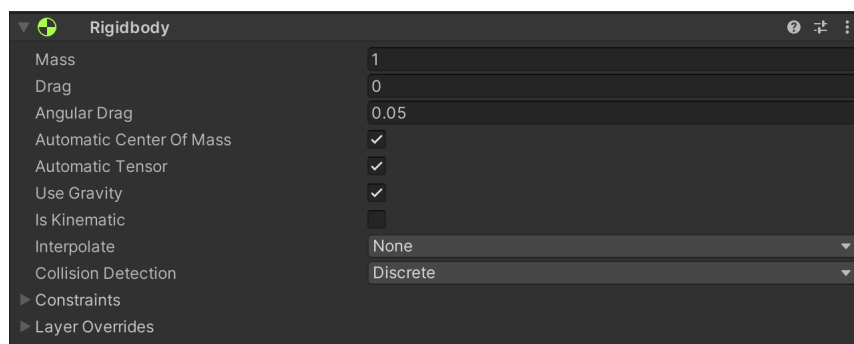 Rigidbody
Mass 1
Drag 0
Angular Drag 0.05
Automatic Center Of Mass
Automatic Tensor
Use Gravity
Is Kinematic
Interpolate None
Collision Detection Discrete
Constraints
Layer Overrides